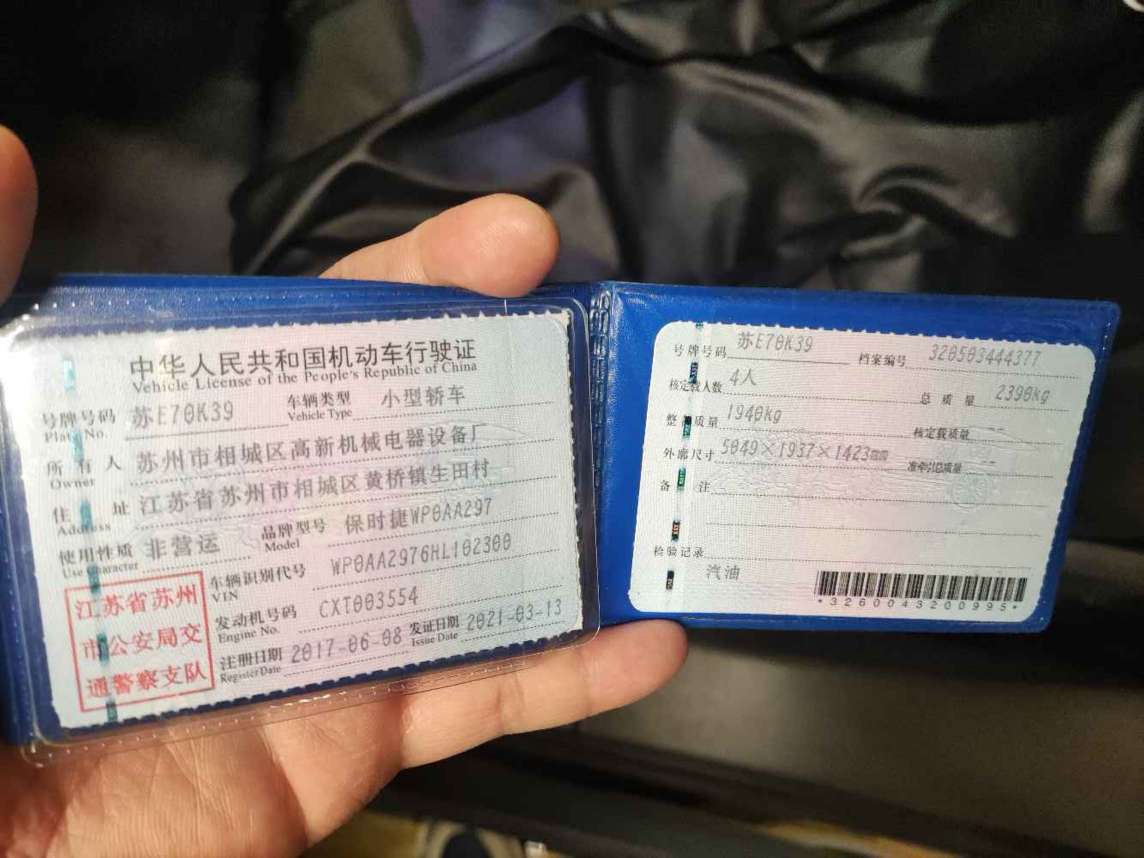 中华人民共和国机动车行驶证
Vehicle License of the People's Republic of China
号牌号码 苏E70K39 车辆类型 小型轿车
Plate No. Vehicle Type
所有人 苏州市相城区高新机械电器设备厂
Owner
住址 江苏省苏州市相城区黄桥镇生田村
Address
使用性质 非营运 品牌型号 保时捷WP0AA297
Use Character Model
江苏省苏州
市公安局交
通警察支队
车辆识别代号 WP0AA2976HL102300
VIN
发动机号码 CXT003554
Engine No.
注册日期 2017-06-08 发证日期 2021-03-13
Register Date Issue Date
号牌号码 苏E70K39 档案编号 320503444377
核定载人数 4人 总质量 2390kg
整备质量 1940kg 核定载质量 --
外廓尺寸 5049×1937×1423mm 准牵引总质量 --
备注
检验记录
汽油
*3260043200995*